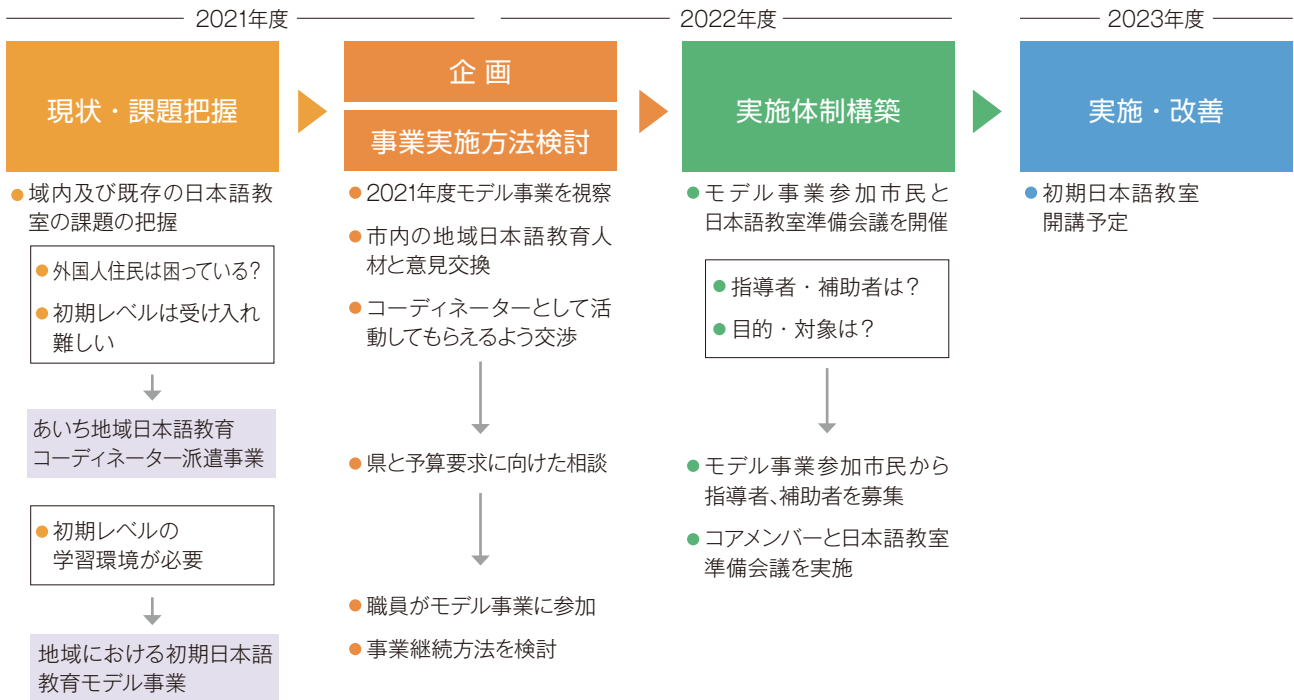 2021年度
2022年度
2023年度
現状・課題把握
● 域内及び既存の日本語教
室の課題の把握
● 外国人住民は困っている？
● 初期レベルは受け入れ
難しい
あいち地域日本語教育
コーディネーター派遣事業
● 初期レベルの
学習環境が必要
地域における初期日本語
教育モデル事業
企 画
事業実施方法検討
● 2021年度モデル事業を視察
● 市内の地域日本語教育人
材と意見交換
● コーディネーターとして活
動してもらえるよう交渉
● 県と予算要求に向けた相談
● 職員がモデル事業に参加
● 事業継続方法を検討
実施体制構築
● モデル事業参加市民と
日本語教室準備会議を開催
● 指導者・補助者は？
● 目的・対象は？
● モデル事業参加市民から
指導者、補助者を募集
● コアメンバーと日本語教室
準備会議を実施
実施・改善
● 初期日本語教室
開講予定